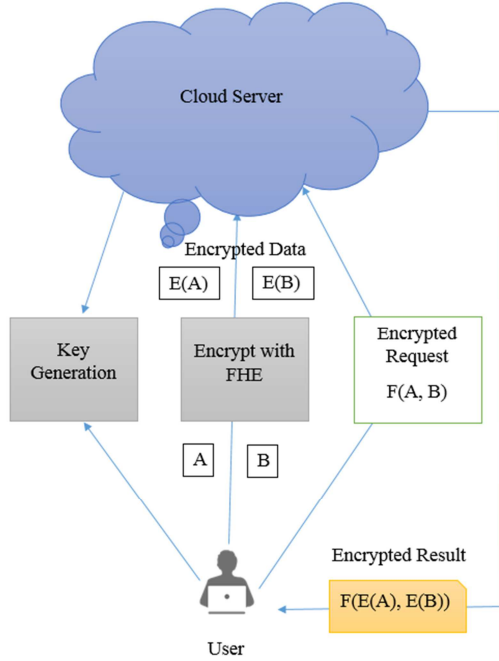 Cloud Server
Encrypted Data
E(A)
E(B)
Key
Generation
Encrypt with
FHE
Encrypted
Request
F(A, B)
A
B
Encrypted Result
F(E(A), E(B))
User